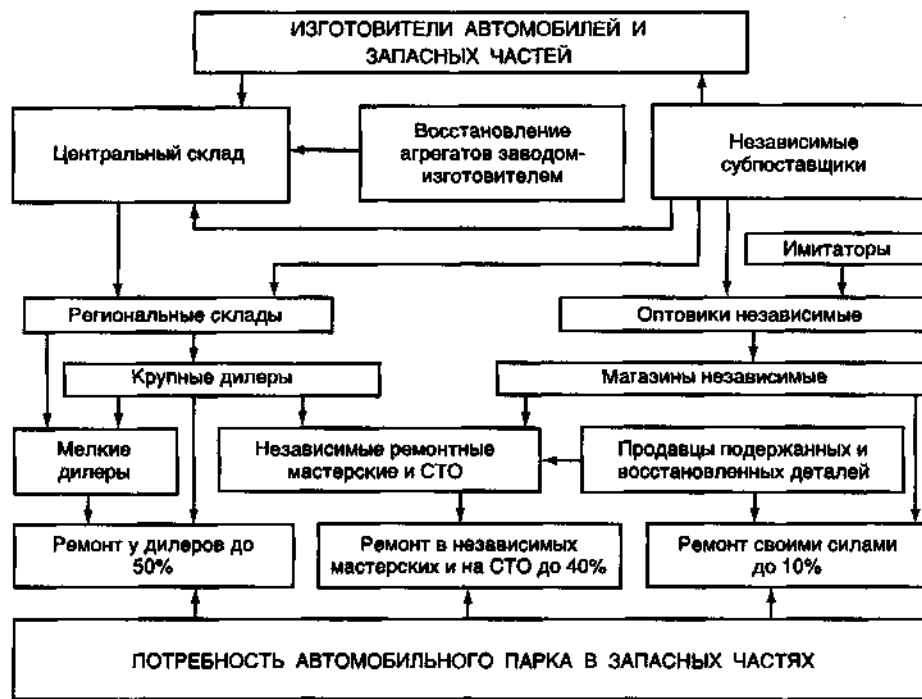 ИЗГОТОВИТЕЛИ АВТОМОБИЛЕЙ И
ЗАПАСНЫХ ЧАСТЕЙ
Центральный склад
Восстановление
агрегатов заводом-
изготовителем
Независимые
субпоставщики
Имитаторы
Региональные склады
Оптовики независимые
Крупные дилеры
Магазины независимые
Мелкие
дилеры
Независимые ремонтные
мастерские и СТО
Продавцы подержанных и
восстановленных деталей
Ремонт у дилеров до
50%
Ремонт в независимых
мастерских и на СТО до 40%
Ремонт своими силами
до 10%
ПОТРЕБНОСТЬ АВТОМОБИЛЬНОГО ПАРКА В ЗАПАСНЫХ ЧАСТЯХ